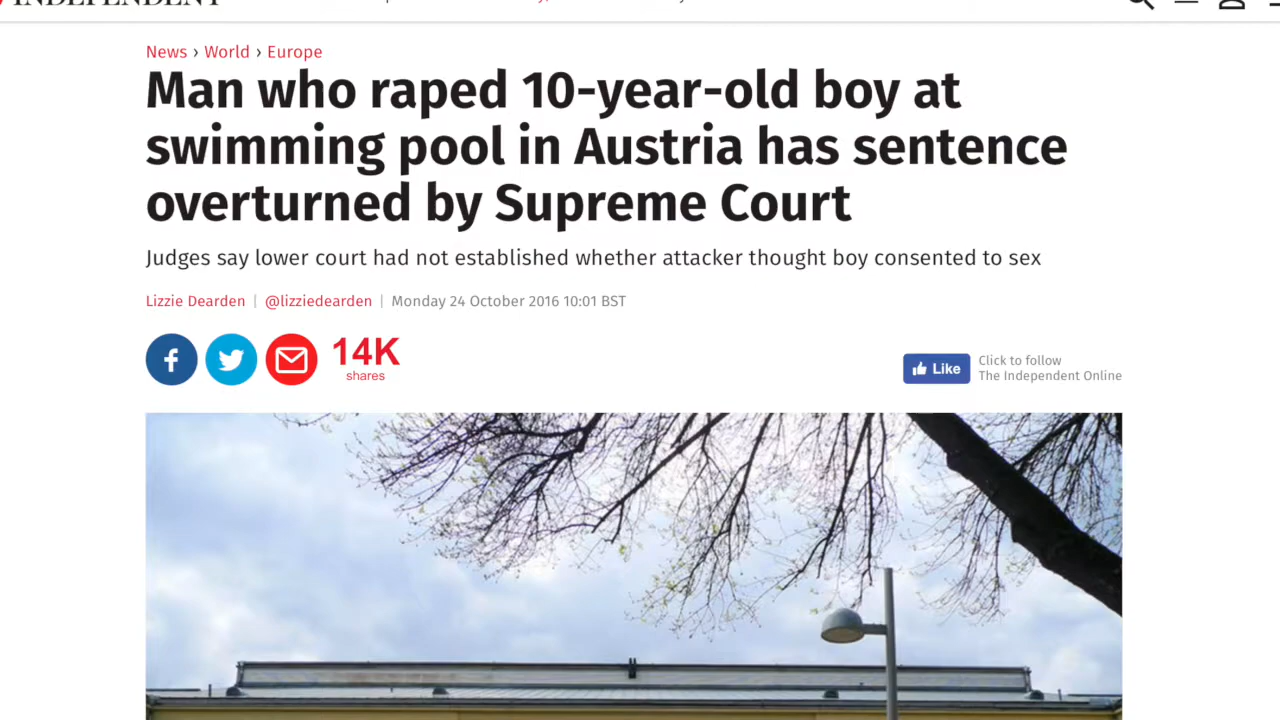 INDEPENDENT
News › World › Europe
Man who raped 10-year-old boy at
swimming pool in Austria has sentence
overturned by Supreme Court
Judges say lower court had not established whether attacker thought boy consented to sex
Lizzie Dearden | @lizziedearden | Monday 24 October 2016 10:01 BST
14K
shares
Like
Click to follow
The Independent Online